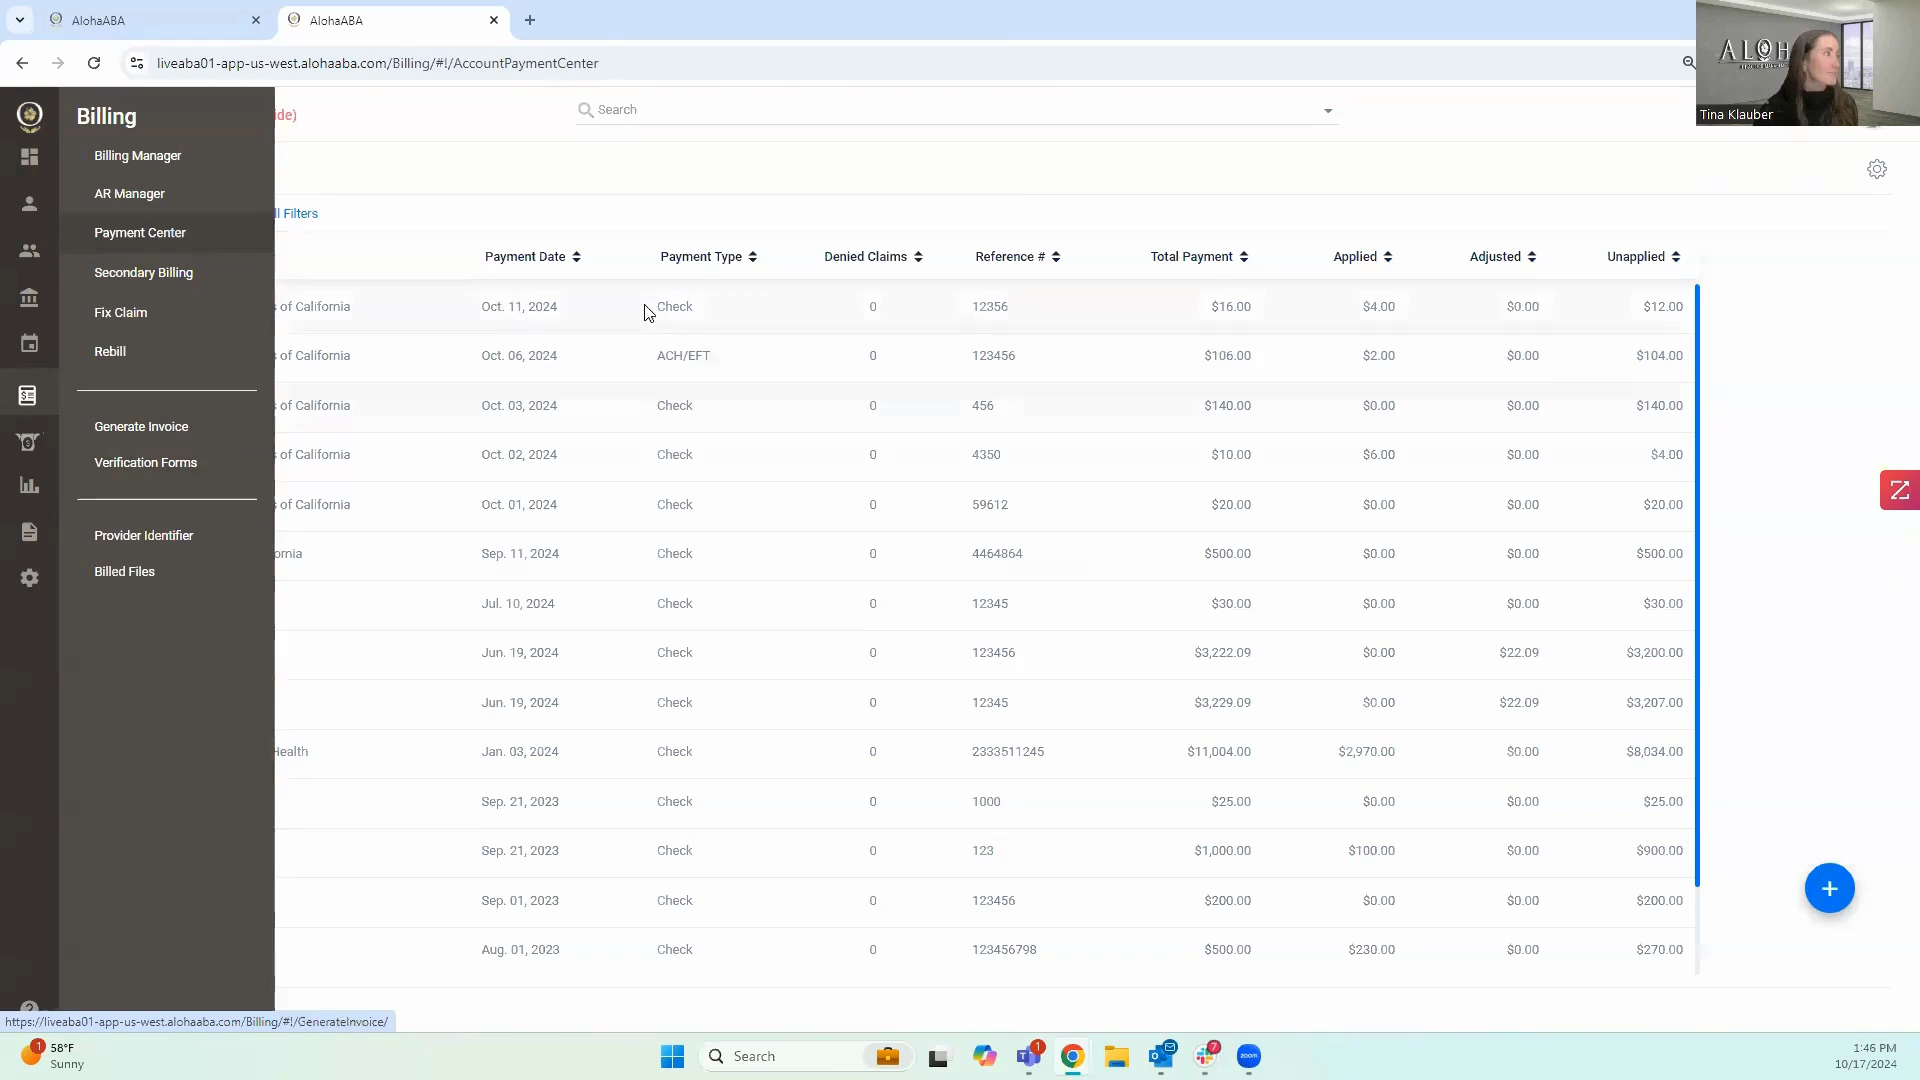 AlohaABA
AlohaABA
liveaba01-app-us-west.alohaaba.com/Billing/#!/AccountPaymentCenter
ALOH
Tina Klauber
Billing
Billing Manager
AR Manager
Payment Center
Secondary Billing
Fix Claim
Rebill
Generate Invoice
Verification Forms
Provider Identifier
Billed Files
ide)
Search
ll Filters
Payment Date Payment Type Denied Claims Reference # Total Payment Applied Adjusted Unapplied
s of California Oct. 11, 2024 Check 0 12356 $16.00 $4.00 $0.00 $12.00
s of California Oct. 06, 2024 ACH/EFT 0 123456 $106.00 $2.00 $0.00 $104.00
s of California Oct. 03, 2024 Check 0 456 $140.00 $0.00 $0.00 $140.00
s of California Oct. 02, 2024 Check 0 4350 $10.00 $6.00 $0.00 $4.00
s of California Oct. 01, 2024 Check 0 59612 $20.00 $0.00 $0.00 $20.00
ornia Sep. 11, 2024 Check 0 4464864 $500.00 $0.00 $0.00 $500.00
Jul. 10, 2024 Check 0 12345 $30.00 $0.00 $0.00 $30.00
Jun. 19, 2024 Check 0 123456 $3,222.09 $0.00 $22.09 $3,200.00
Jun. 19, 2024 Check 0 12345 $3,229.09 $0.00 $22.09 $3,207.00
Health Jan. 03, 2024 Check 0 2333511245 $11,004.00 $2,970.00 $0.00 $8,034.00
Sep. 21, 2023 Check 0 1000 $25.00 $0.00 $0.00 $25.00
Sep. 21, 2023 Check 0 123 $1,000.00 $100.00 $0.00 $900.00
Sep. 01, 2023 Check 0 123456 $200.00 $0.00 $0.00 $200.00
Aug. 01, 2023 Check 0 123456798 $500.00 $230.00 $0.00 $270.00
https://liveaba01-app-us-west.alohaaba.com/Billing/#!/GenerateInvoice/
1
58°F
Sunny
Search
1
7
zoom
1:46 PM
10/17/2024